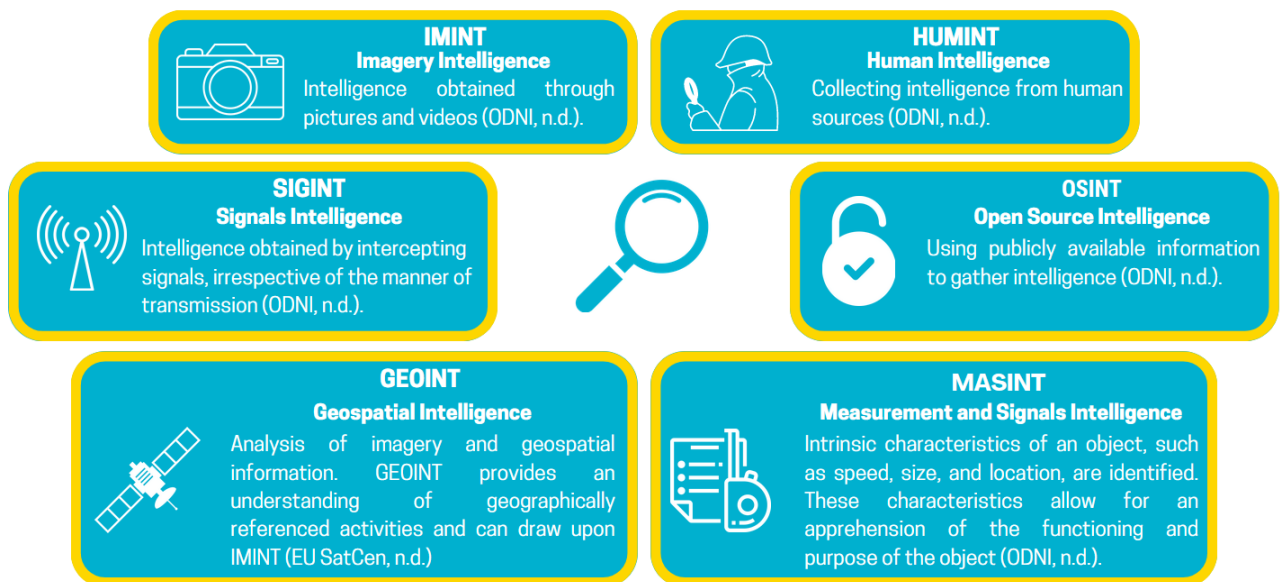 IMINT
Imagery Intelligence
Intelligence obtained through
pictures and videos (ODNI, n.d.).
HUMINT
Human Intelligence
Collecting intelligence from human
sources (ODNI, n.d.).
SIGINT
Signals Intelligence
Intelligence obtained by intercepting
signals, irrespective of the manner of
transmission (ODNI, n.d.).
OSINT
Open Source Intelligence
Using publicly available information
to gather intelligence (ODNI, n.d.).
GEOINT
Geospatial Intelligence
Analysis of imagery and geospatial
information. GEOINT provides an
understanding of geographically
referenced activities and can draw upon
IMINT (EU SatCen, n.d.)
MASINT
Measurement and Signals Intelligence
Intrinsic characteristics of an object, such
as speed, size, and location, are identified.
These characteristics allow for an
apprehension of the functioning and
purpose of the object (ODNI, n.d.).